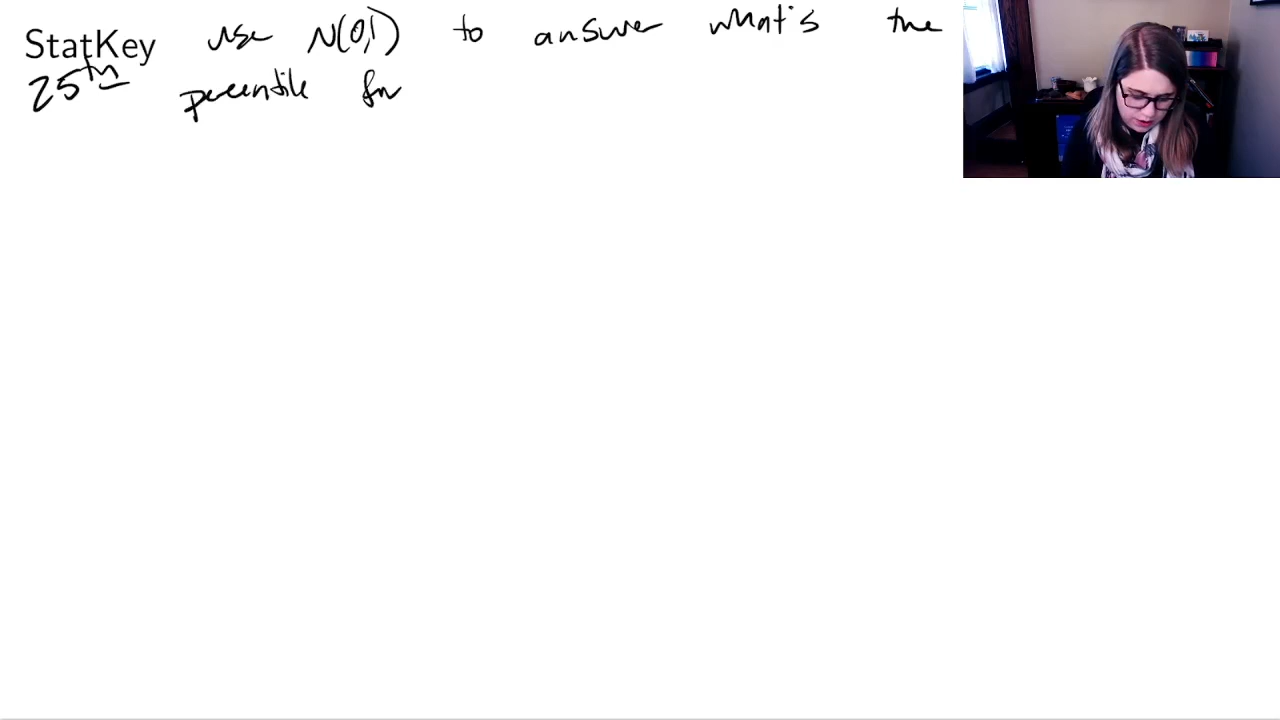 StatKey use N(0,1) to answer what's the
25th percentile for